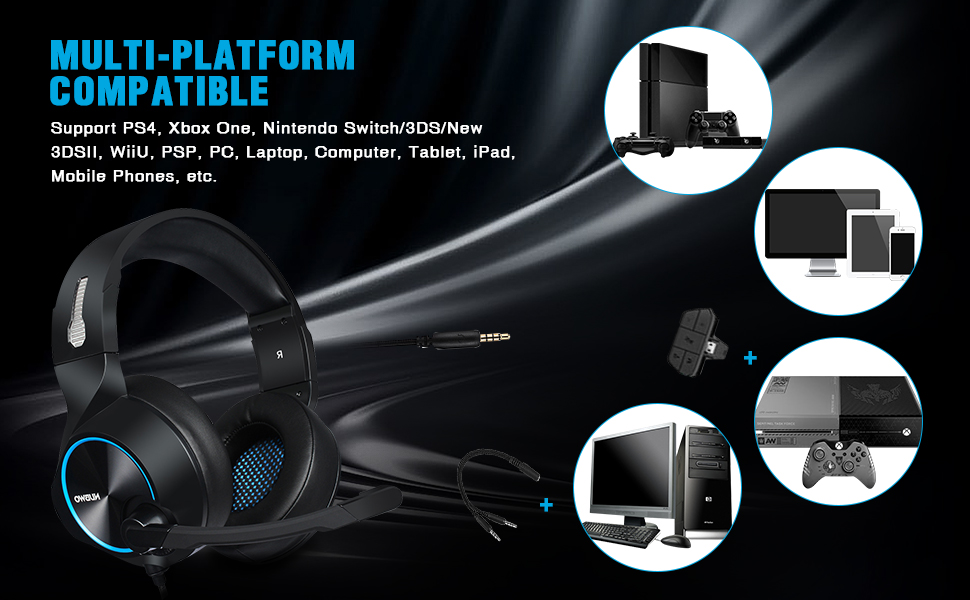 MULTI-PLATFORM
COMPATIBLE
Support PS4, Xbox One, Nintendo Switch/3DS/New
3DSII, WiiU, PSP, PC, Laptop, Computer, Tablet, iPad,
Mobile Phones, etc.
R
+
+
hp